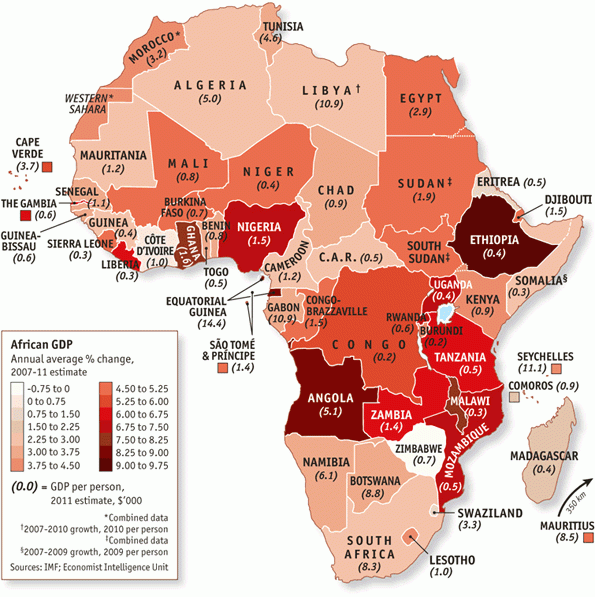 TUNISIA
(4.6)
MOROCCO*
(3.2)
ALGERIA
(5.0)
LIBYA†
(10.9)
EGYPT
(2.9)
WESTERN*
SAHARA
CAPE
VERDE
(3.7)
MAURITANIA
(1.2)
MALI
(0.8)
NIGER
(0.4)
CHAD
(0.9)
SUDAN‡
(1.9)
ERITREA (0.5)
DJIBOUTI
(1.5)
SENEGAL
(1.1)
THE GAMBIA
(0.6)
GUINEA-
BISSAU
(0.6)
GUINEA
(0.4)
SIERRA LEONE
(0.3)
LIBERIA
(0.3)
CÔTE
D'IVOIRE
(1.0)
BURKINA
FASO (0.7)
GHANA
(1.6)
TOGO
(0.5)
BENIN
(0.8)
NIGERIA
(1.5)
CAMEROON
(1.2)
C.A.R. (0.5)
SOUTH
SUDAN‡
ETHIOPIA
(0.4)
SOMALIA§
(0.3)
EQUATORIAL
GUINEA
(14.4)
GABON
(10.9)
CONGO-
BRAZZAVILLE
(1.5)
SÃO TOMÉ
& PRÍNCIPE
(1.4)
CONGO
(0.2)
UGANDA
(0.4)
KENYA
(0.9)
RWANDA
(0.6)
BURUNDI
(0.2)
TANZANIA
(0.5)
SEYCHELLES
(11.1)
COMOROS (0.9)
ANGOLA
(5.1)
ZAMBIA
(1.4)
MALAWI
(0.3)
MOZAMBIQUE
(0.5)
ZIMBABWE
(0.7)
MADAGASCAR
(0.4)
350 km
MAURITIUS
(8.5)
NAMIBIA
(6.1)
BOTSWANA
(8.8)
SWAZILAND
(3.3)
SOUTH
AFRICA
(8.3)
LESOTHO
(1.0)
African GDP
Annual average % change,
2007-11 estimate
-0.75 to 0
0 to 0.75
0.75 to 1.50
1.50 to 2.25
2.25 to 3.00
3.00 to 3.75
3.75 to 4.50
4.50 to 5.25
5.25 to 6.00
6.00 to 6.75
6.75 to 7.50
7.50 to 8.25
8.25 to 9.00
9.00 to 9.75
(0.0) = GDP per person,
2011 estimate, $'000
*Combined data
†2007-2010 growth, 2010 per person
‡Combined data
§2007-2009 growth, 2009 per person
Sources: IMF; Economist Intelligence Unit